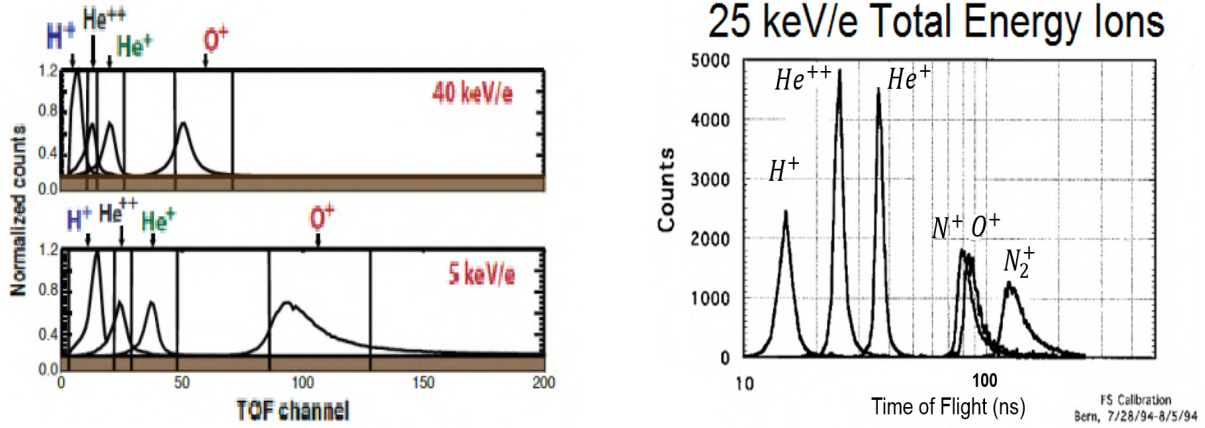 H+ He++ He+ O+
1.2
0.8
0.4
0.0
40 keV/e
Normalized counts
H+ He++ He+ O+
1.2
0.8
0.4
0.0
5 keV/e
0 50 100 150 200
TOF channel
25 keV/e Total Energy Ions
5000
4000
3000
2000
1000
0
Counts
He++ He+
H+
N+ O+
N2+
10 100
Time of Flight (ns)
FS Calibration
Bern, 7/28/94-8/5/94